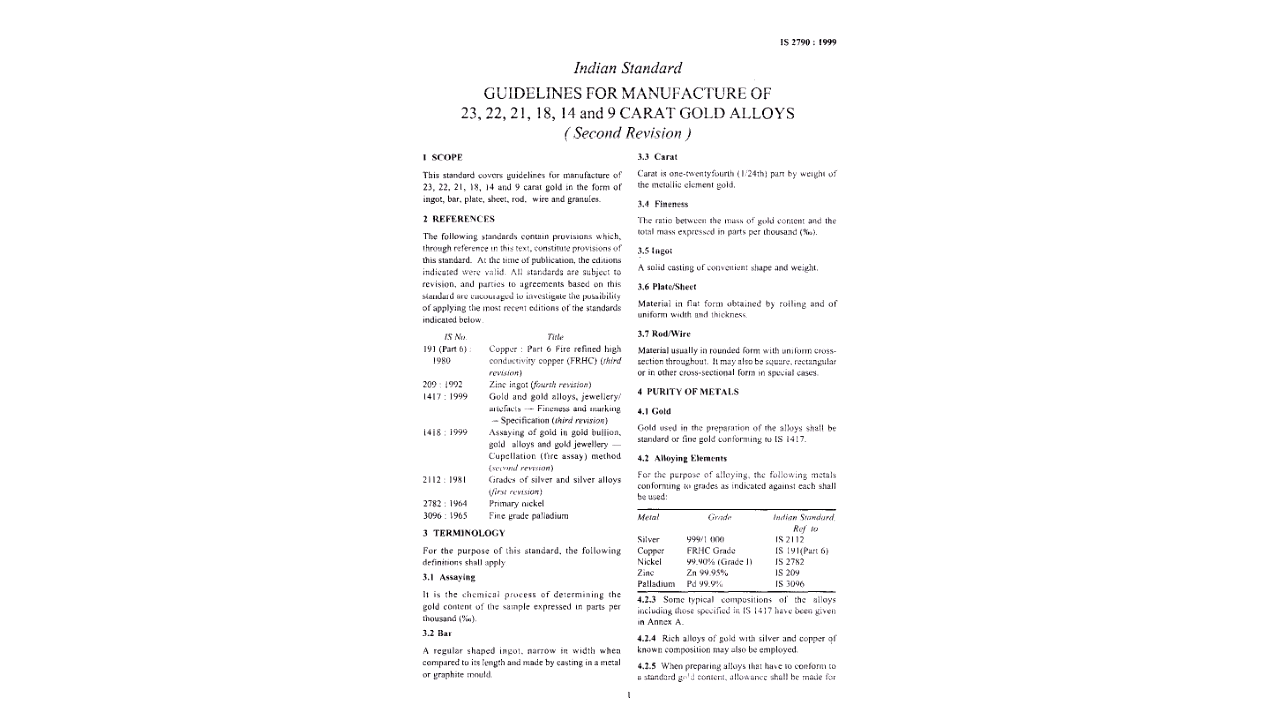 IS 2790 : 1999
Indian Standard
GUIDELINES FOR MANUFACTURE OF
23, 22, 21, 18, 14 and 9 CARAT GOLD ALLOYS
( Second Revision )
1 SCOPE
This standard covers guidelines for manufacture of
23, 22, 21, 18, 14 and 9 carat gold in the form of
ingot, bar, plate, sheet, rod, wire and granules.
2 REFERENCES
The following standards contain provisions which,
through reference in this text, constitute provisions of
this standard. At the time of publication, the editions
indicated were valid. All standards are subject to
revision, and parties to agreements based on this
standard are encouraged to investigate the possibility
of applying the most recent editions of the standards
indicated below.
IS No. Title
191 (Part 6) : Copper : Part 6 Fire refined high
1980 conductivity copper (FRHC) (third
revision)
209 : 1992 Zinc ingot (fourth revision)
1417 : 1999 Gold and gold alloys, jewellery/
artefacts — Fineness and marking
— Specification (third revision)
1418 : 1999 Assaying of gold in gold bullion,
gold alloys and gold jewellery —
Cupellation (fire assay) method
(second revision)
2112 : 1981 Grades of silver and silver alloys
(first revision)
2782 : 1964 Primary nickel
3096 : 1965 Fine grade palladium
3 TERMINOLOGY
For the purpose of this standard, the following
definitions shall apply
3.1 Assaying
It is the chemical process of determining the
gold content of the sample expressed in parts per
thousand (‰).
3.2 Bar
A regular shaped ingot, narrow in width when
compared to its length and made by casting in a metal
or graphite mould.
3.3 Carat
Carat is one-twentyfourth (1/24th) part by weight of
the metallic element gold.
3.4 Fineness
The ratio between the mass of gold content and the
total mass expressed in parts per thousand (‰).
3.5 Ingot
A solid casting of convenient shape and weight.
3.6 Plate/Sheet
Material in flat form obtained by rolling and of
uniform width and thickness.
3.7 Rod/Wire
Material usually in rounded form with uniform cross-
section throughout. It may also be square, rectangular
or in other cross-sectional form in special cases.
4 PURITY OF METALS
4.1 Gold
Gold used in the preparation of the alloys shall be
standard or fine gold conforming to IS 1417.
4.2 Alloying Elements
For the purpose of alloying, the following metals
conforming to grades as indicated against each shall
be used:
Metal Grade Indian Standard,
Ref to
Silver 999/1 000 IS 2112
Copper FRHC Grade IS 191(Part 6)
Nickel 99.90% (Grade 1) IS 2782
Zinc Zn 99.95% IS 209
Palladium Pd 99.9% IS 3096
4.2.3 Some typical compositions of the alloys
including those specified in IS 1417 have been given
in Annex A.
4.2.4 Rich alloys of gold with silver and copper of
known composition may also be employed.
4.2.5 When preparing alloys that have to conform to
a standard gold content, allowance shall be made for
1